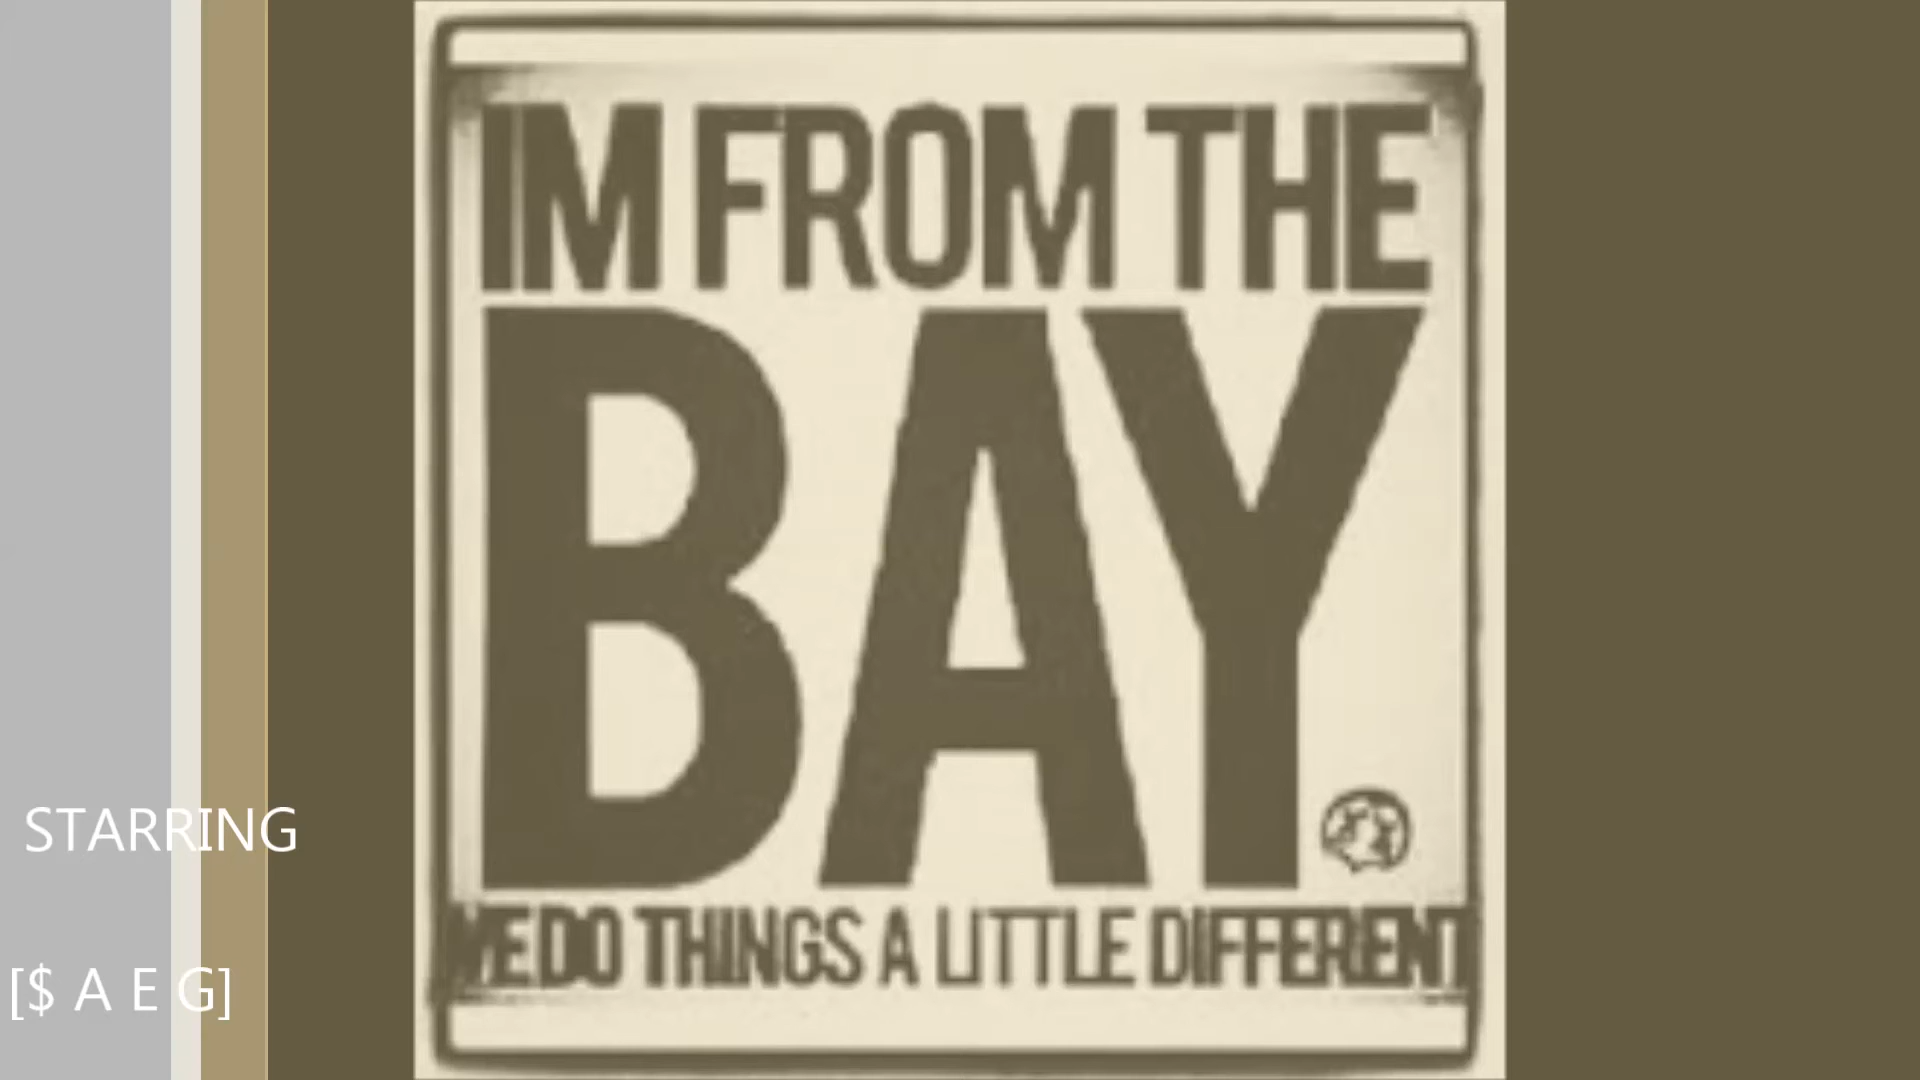 IM FROM THE
BAY
WE DO THINGS A LITTLE DIFFERENT
STARRING
[$ A E G]